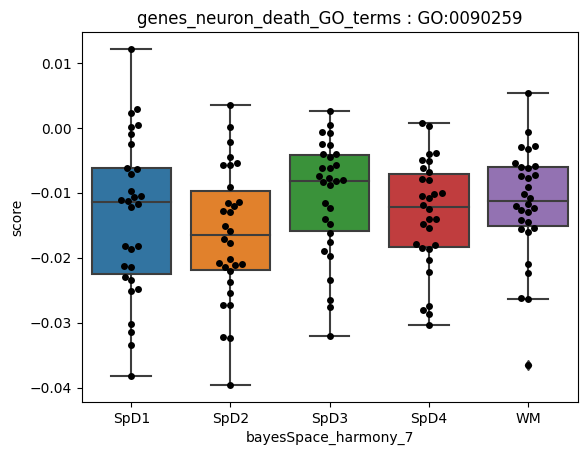 genes_neuron_death_GO_terms : GO:0090259
0.01
0.00
−0.01
−0.02
−0.03
−0.04
score
SpD1 SpD2 SpD3 SpD4 WM
bayesSpace_harmony_7